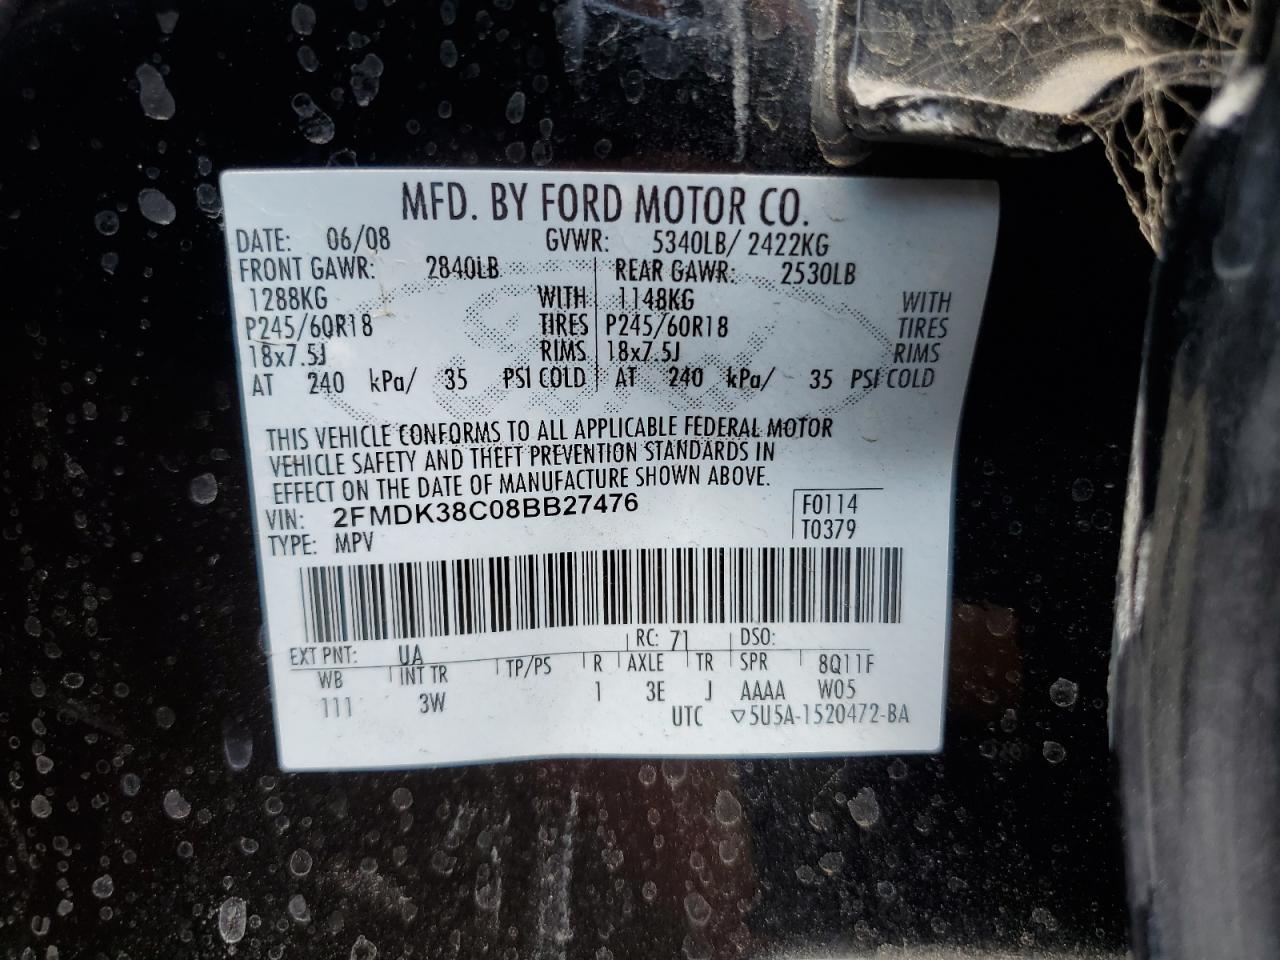 MFD. BY FORD MOTOR CO.
DATE: 06/08 GVWR: 5340LB/ 2422KG
FRONT GAWR: 2840LB REAR GAWR: 2530LB
1288KG WITH 1148KG WITH
P245/60R18 TIRES P245/60R18 TIRES
18x7.5J RIMS 18x7.5J RIMS
AT 240 kPa/ 35 PSI COLD AT 240 kPa/ 35 PSI COLD
THIS VEHICLE CONFORMS TO ALL APPLICABLE FEDERAL MOTOR
VEHICLE SAFETY AND THEFT PREVENTION STANDARDS IN
EFFECT ON THE DATE OF MANUFACTURE SHOWN ABOVE.
VIN: 2FMDK38C08BB27476 F0114
TYPE: MPV T0379
EXT PNT: UA RC: 71 DSO:
WB INT TR TP/PS R AXLE TR SPR 8Q11F
111 3W 1 3E J AAAA W05
UTC ▽5U5A-1520472-BA